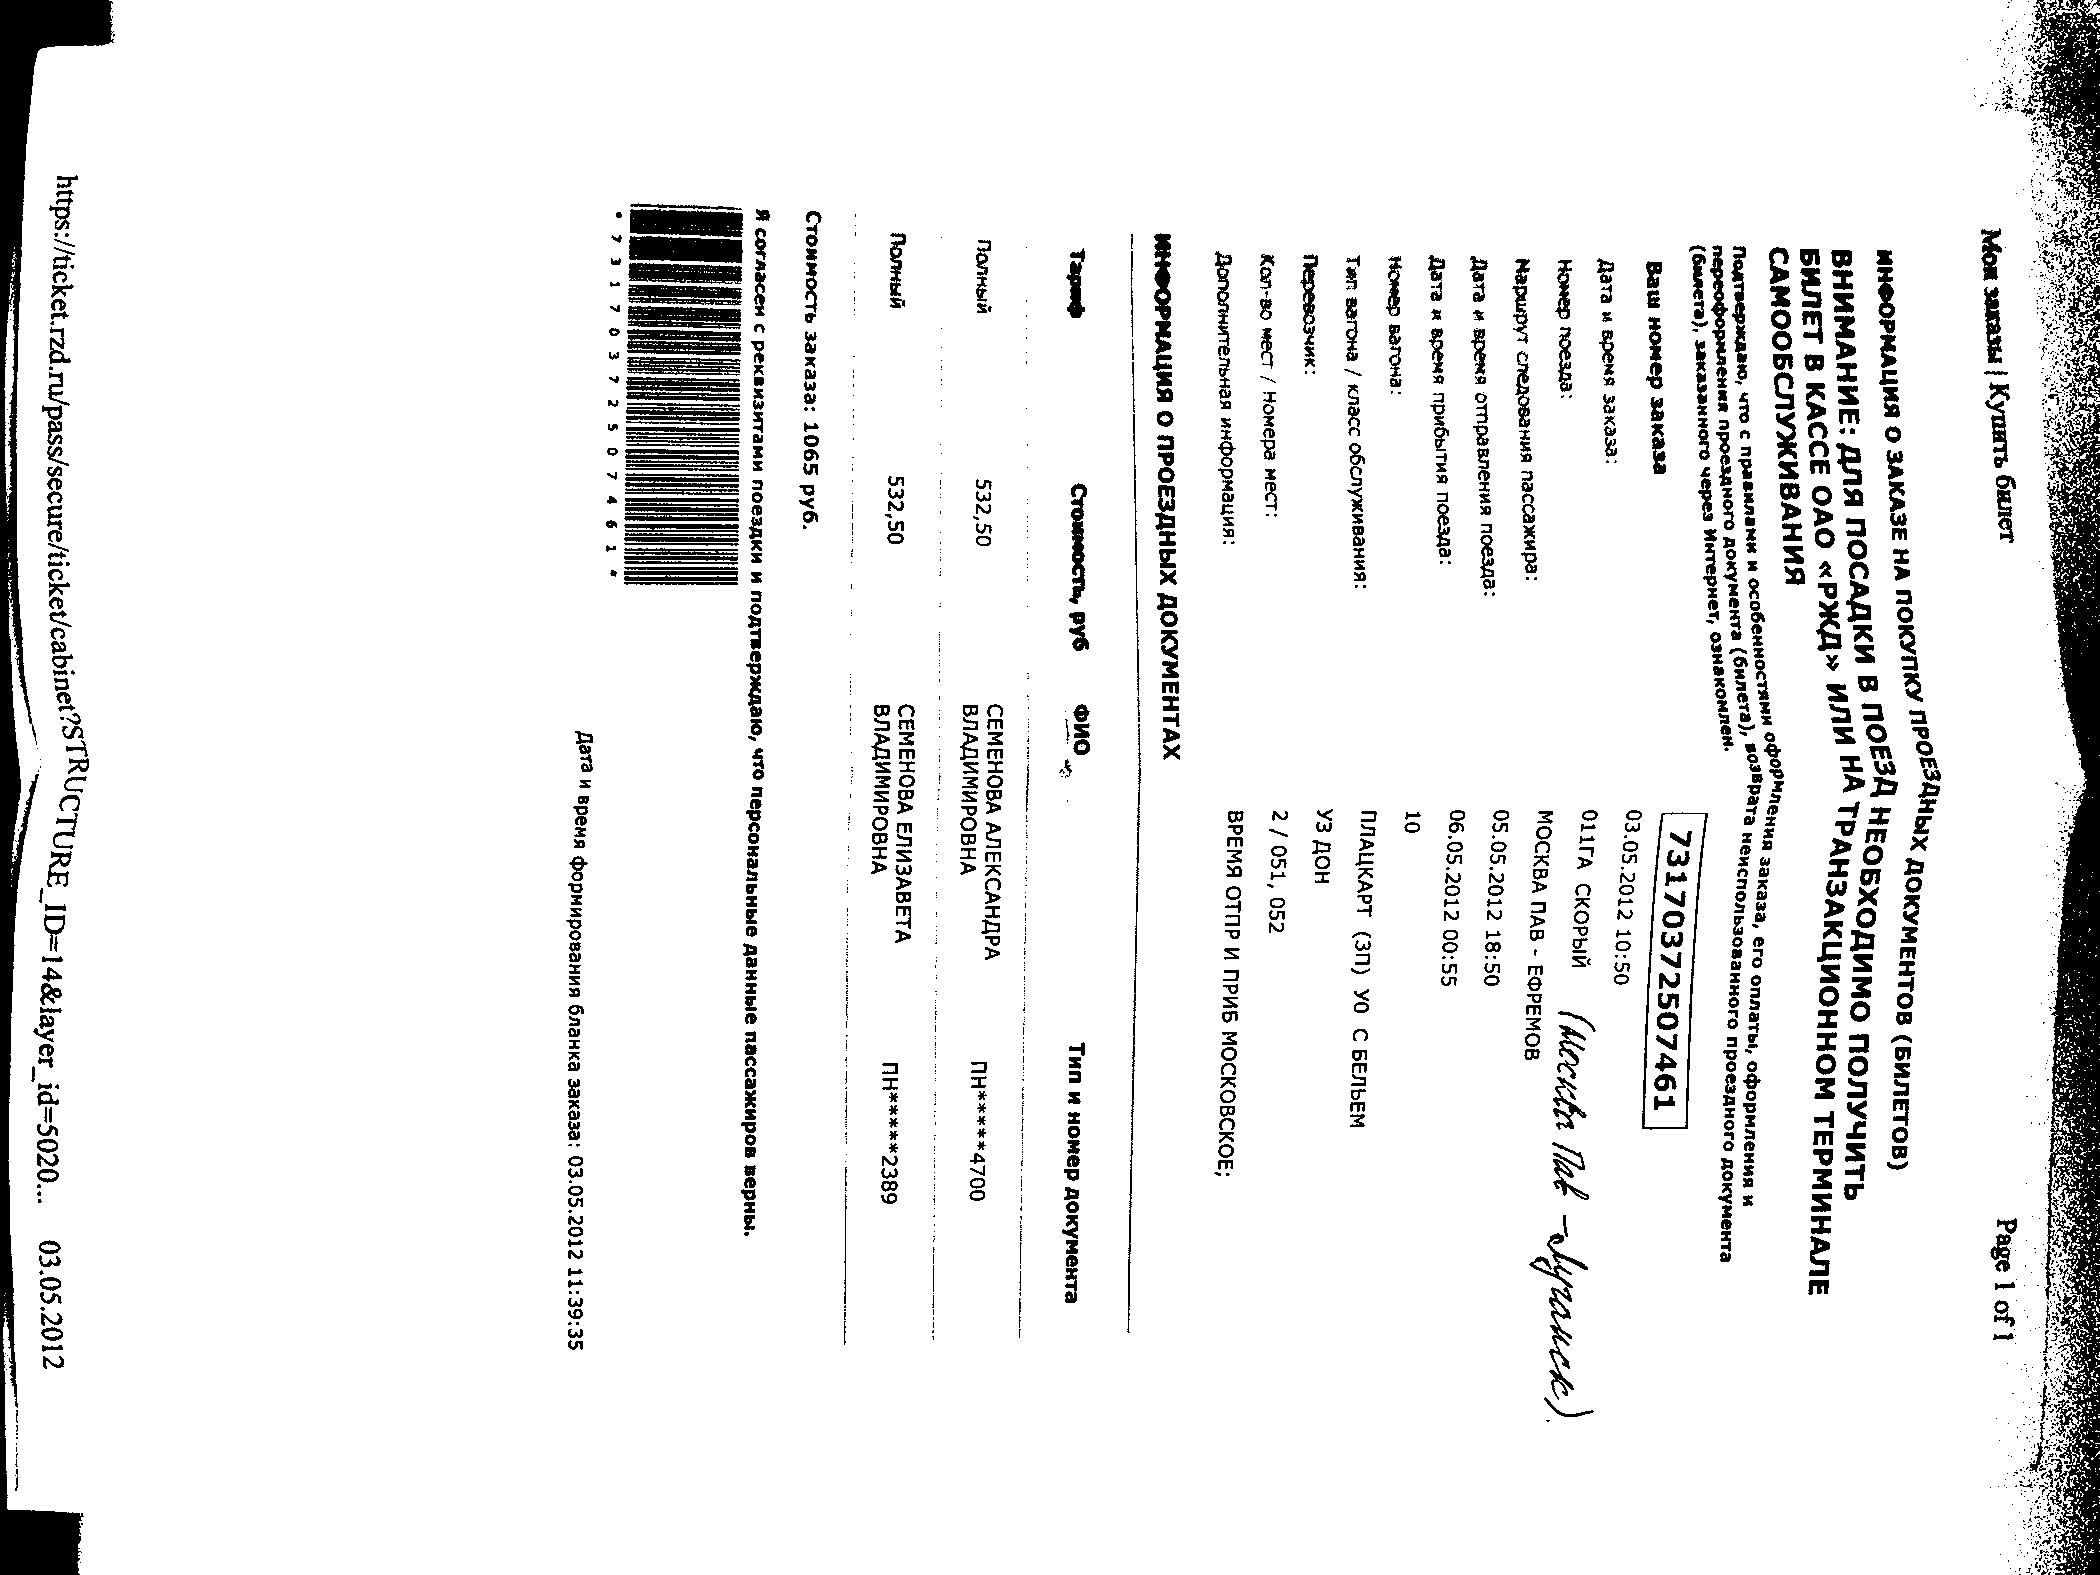 Мои заказы | Купить билет Page 1 of 1
ИНФОРМАЦИЯ О ЗАКАЗЕ НА ПОКУПКУ ПРОЕЗДНЫХ ДОКУМЕНТОВ (БИЛЕТОВ)
ВНИМАНИЕ: ДЛЯ ПОСАДКИ В ПОЕЗД НЕОБХОДИМО ПОЛУЧИТЬ
БИЛЕТ В КАССЕ ОАО «РЖД» ИЛИ НА ТРАНЗАКЦИОННОМ ТЕРМИНАЛЕ
САМООБСЛУЖИВАНИЯ
Подтверждаю, что с правилами и особенностями оформления заказа, его оплаты, оформления и
переоформления проездного документа (билета), возврата неиспользованного проездного документа
(билета), заказанного через Интернет, ознакомлен.
Ваш номер заказа 73170372507461
Дата и время заказа: 03.05.2012 10:50
Номер поезда: 011ГА СКОРЫЙ (Москва Пав - Луганск)
Маршрут следования пассажира: МОСКВА ПАВ - ЕФРЕМОВ
Дата и время отправления поезда: 05.05.2012 18:50
Дата и время прибытия поезда: 06.05.2012 00:55
Номер вагона: 10
Тип вагона / класс обслуживания: ПЛАЦКАРТ (3П) У0 С БЕЛЬЕМ
Перевозчик: УЗ ДОН
Кол-во мест / Номера мест: 2 / 051, 052
Дополнительная информация: ВРЕМЯ ОТПР И ПРИБ МОСКОВСКОЕ;
ИНФОРМАЦИЯ О ПРОЕЗДНЫХ ДОКУМЕНТАХ
Тариф Стоимость, руб ФИО Тип и номер документа
Полный 532,50 СЕМЕНОВА АЛЕКСАНДРА ПН*****4700
ВЛАДИМИРОВНА
Полный 532,50 СЕМЕНОВА ЕЛИЗАВЕТА ПН*****2389
ВЛАДИМИРОВНА
Стоимость заказа: 1065 руб.
Я согласен с реквизитами поездки и подтверждаю, что персональные данные пассажиров верны.
* 7 3 1 7 0 3 7 2 5 0 7 4 6 1 *
Дата и время формирования бланка заказа: 03.05.2012 11:39:35
https://ticket.rzd.ru/pass/secure/ticket/cabinet?STRUCTURE_ID=14&layer_id=5020... 03.05.2012